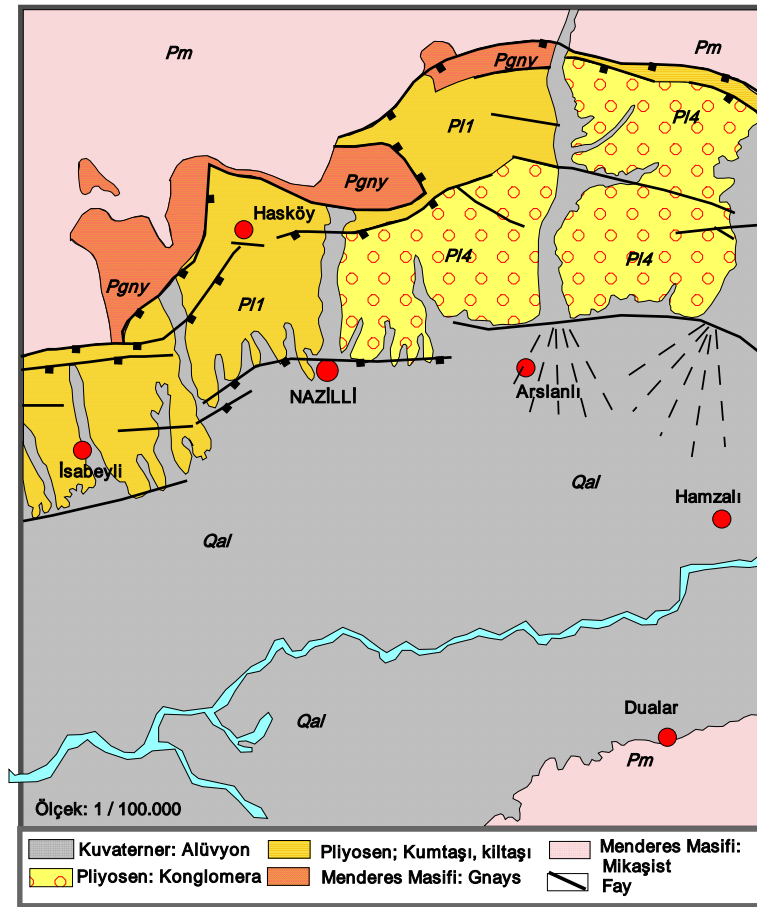 Pm
Pm
Pgny
Pl1
Pl4
Pgny
Hasköy
Pl4
Pl4
Pgny
Pl1
NAZİLLİ
Arslanlı
İsabeyli
Qal
Hamzalı
Qal
Qal
Dualar
Pm
Ölçek: 1 / 100.000
Kuvaterner: Alüvyon
Pliyosen; Kumtaşı, kiltaşı
Menderes Masifi:
Mikaşist
Pliyosen: Konglomera
Menderes Masifi: Gnays
Fay